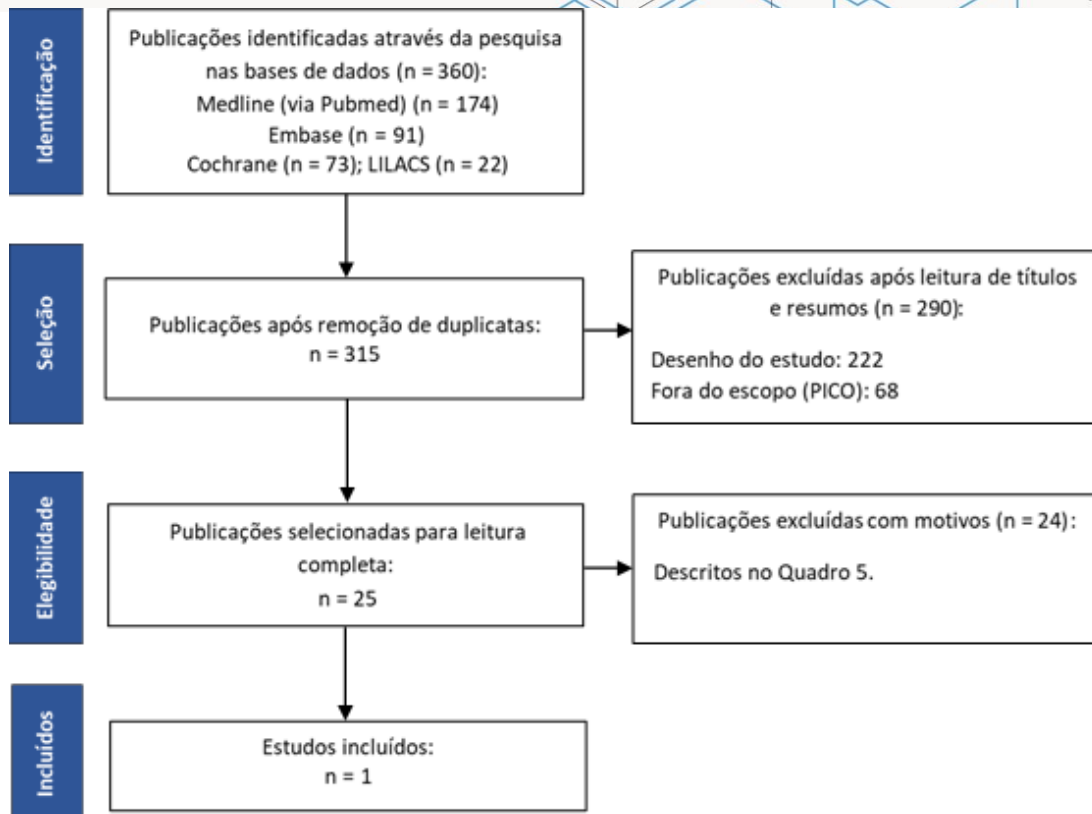 Identificação
Publicações identificadas através da pesquisa
nas bases de dados (n = 360):
Medline (via Pubmed) (n = 174)
Embase (n = 91)
Cochrane (n = 73); LILACS (n = 22)
Seleção
Publicações após remoção de duplicatas:
n = 315
Publicações excluídas após leitura de títulos
e resumos (n = 290):
Desenho do estudo: 222
Fora do escopo (PICO): 68
Elegibilidade
Publicações selecionadas para leitura
completa:
n = 25
Publicações excluídas com motivos (n = 24):
Descritos no Quadro 5.
Incluídos
Estudos incluídos:
n = 1